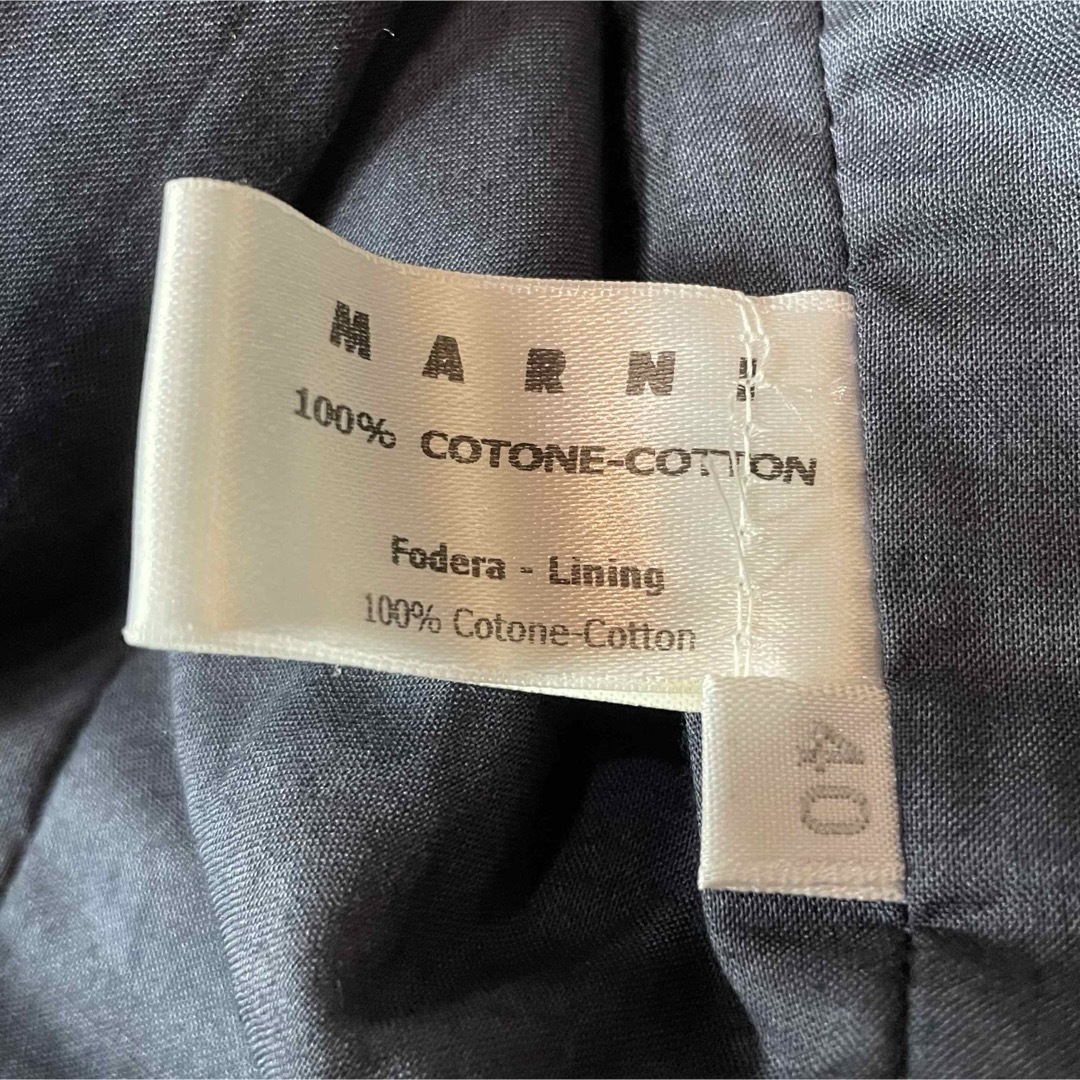 MARNI
100% COTONE-COTTON
Fodera - Lining
100% Cotone-Cotton
40